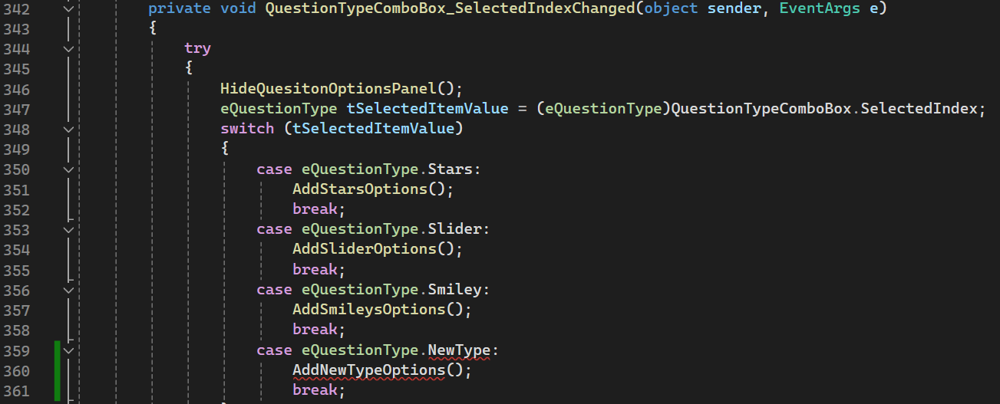 342 private void QuestionTypeComboBox_SelectedIndexChanged(object sender, EventArgs e)
343 {
344 try
345 {
346 HideQuesitonOptionsPanel();
347 eQuestionType tSelectedItemValue = (eQuestionType)QuestionTypeComboBox.SelectedIndex;
348 switch (tSelectedItemValue)
349 {
350 case eQuestionType.Stars:
351 AddStarsOptions();
352 break;
353 case eQuestionType.Slider:
354 AddSliderOptions();
355 break;
356 case eQuestionType.Smiley:
357 AddSmileysOptions();
358 break;
359 case eQuestionType.NewType:
360 AddNewTypeOptions();
361 break;